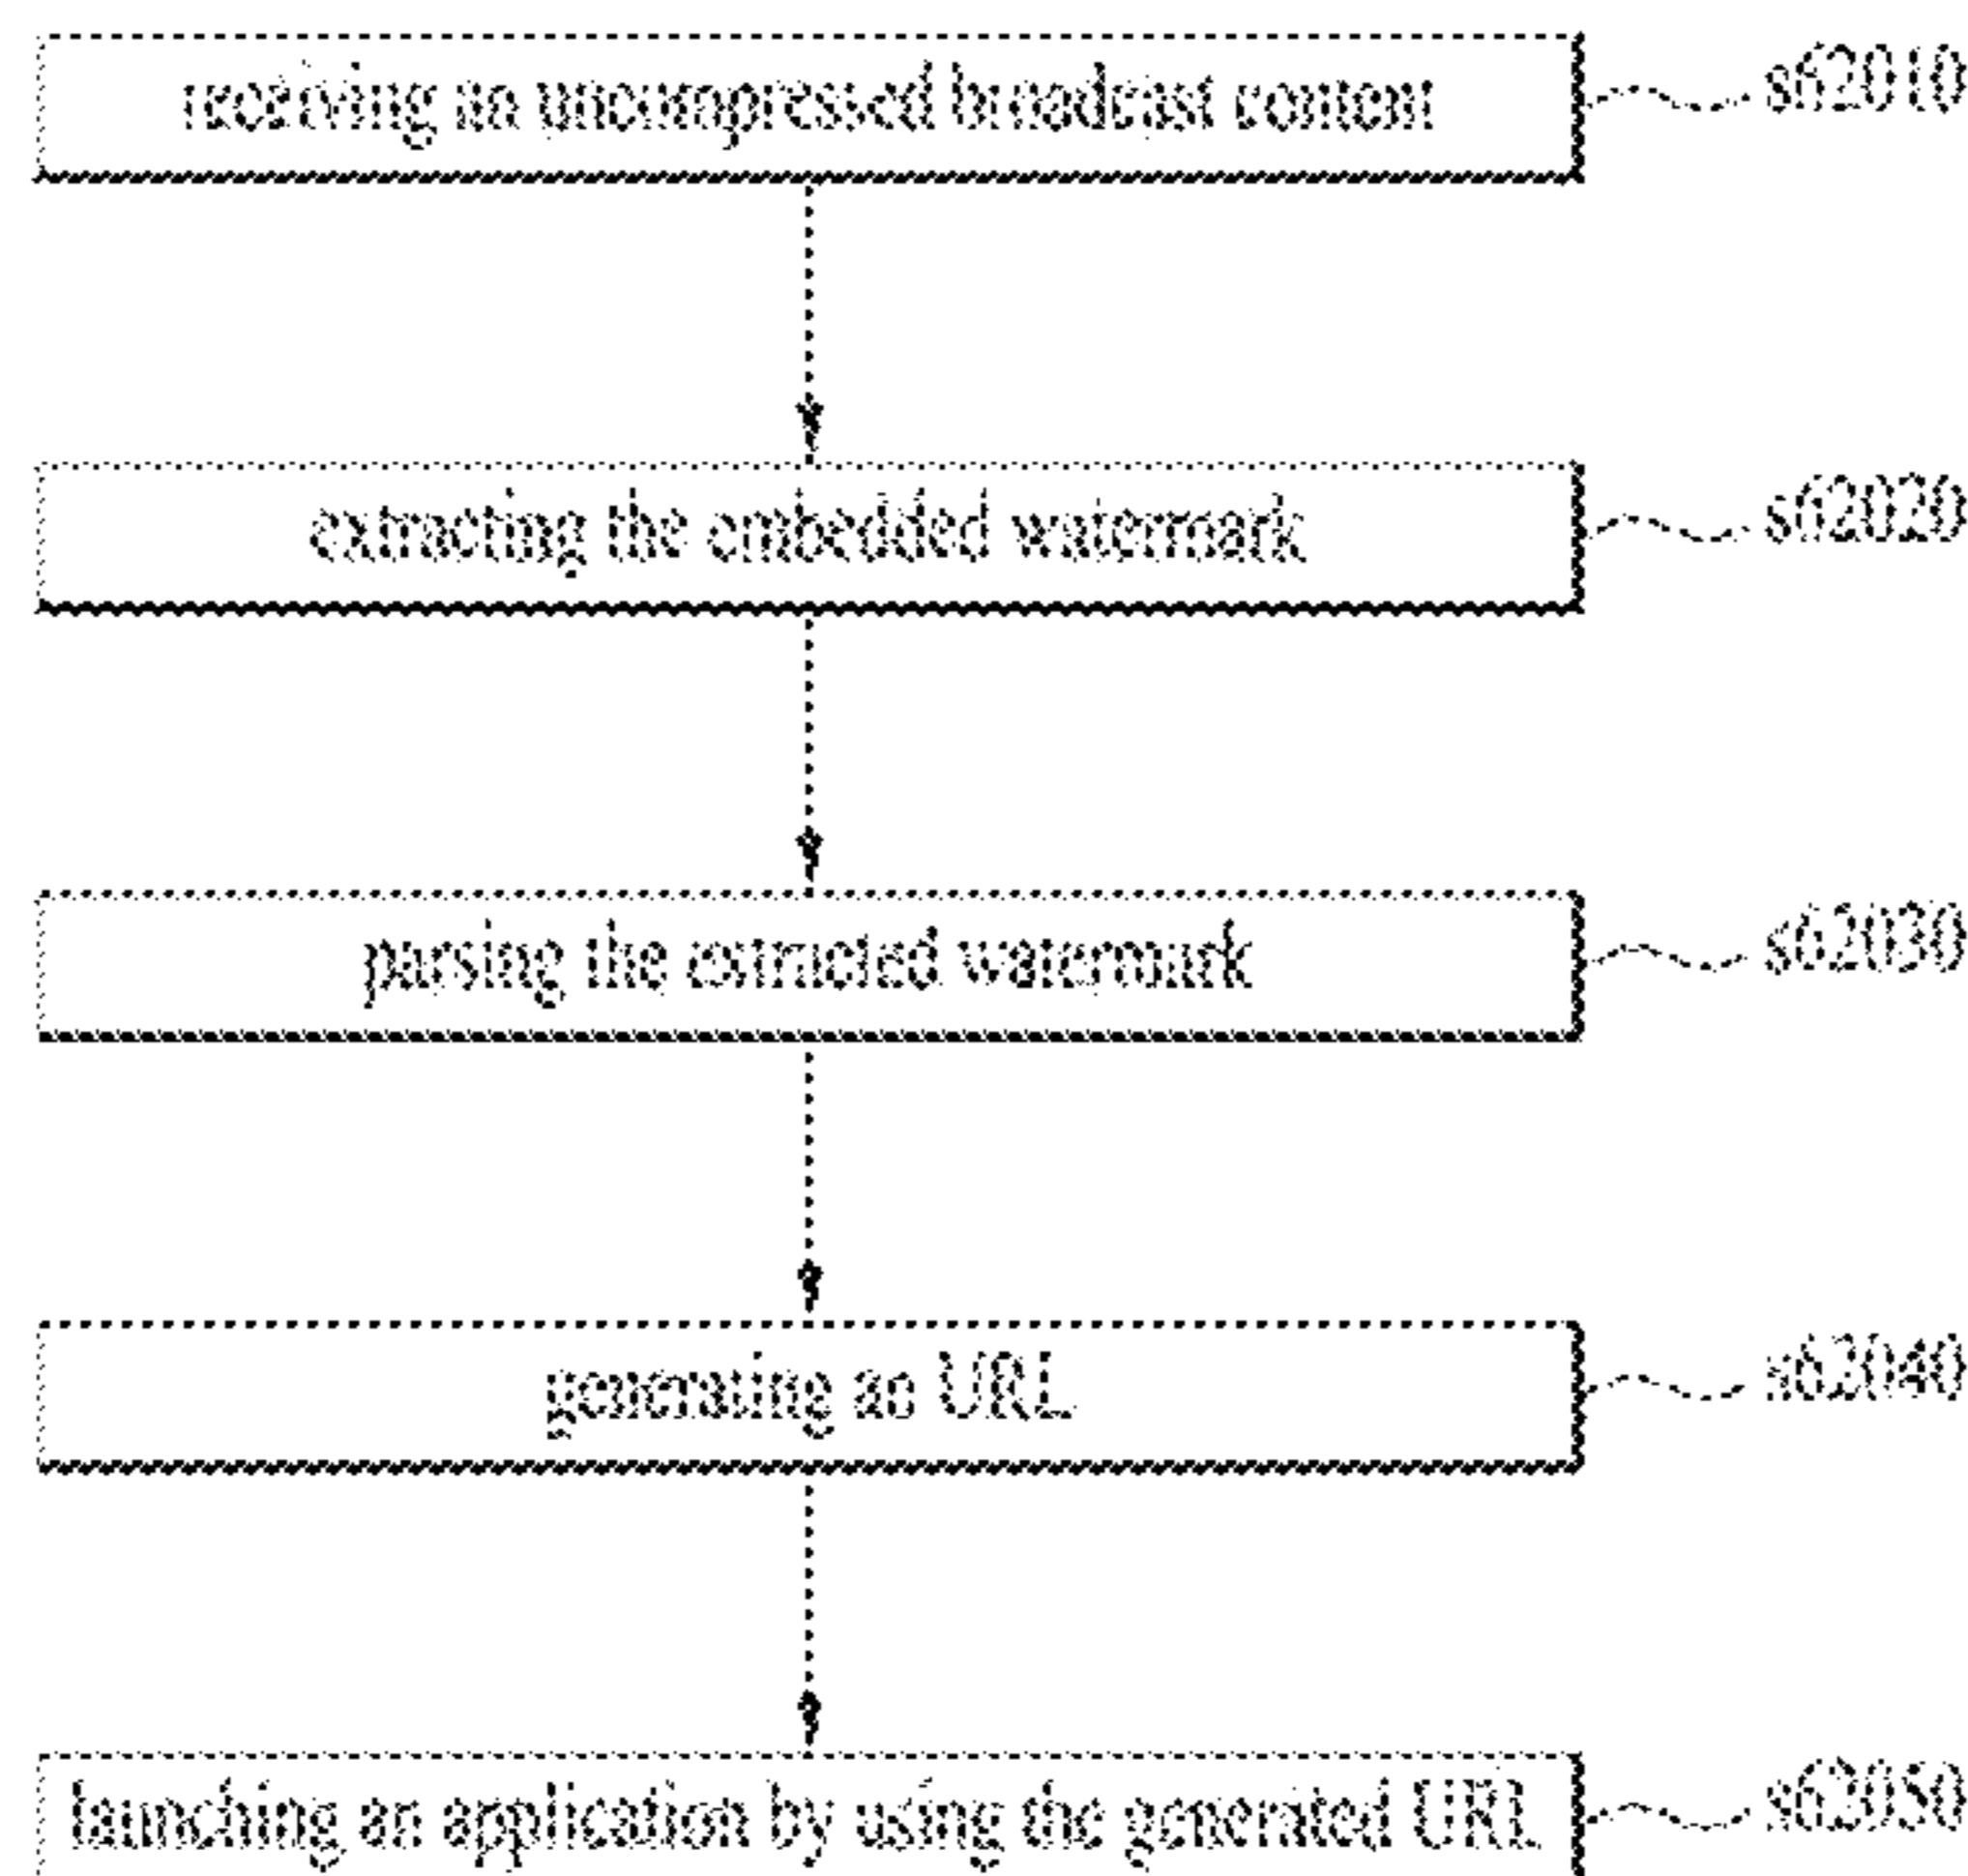 receiving an uncompressed broadcast content s62010
extracting the embedded watermark s62020
parsing the extracted watermark s62030
generating an URL s62040
launching an application by using the generated URL s62050